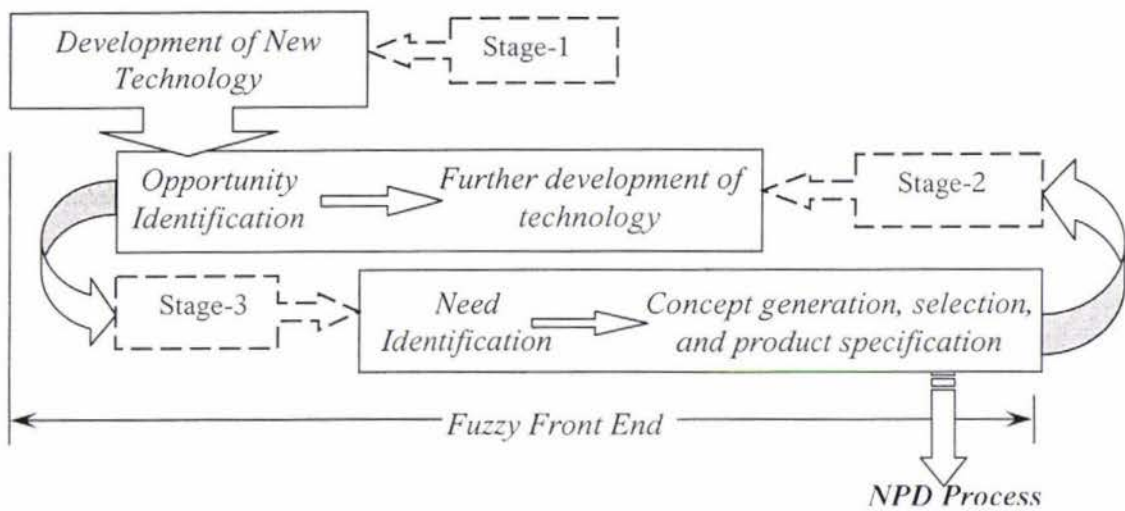 Development of New
Technology
Stage-1
Opportunity
Identification
Further development of
technology
Stage-2
Stage-3
Need
Identification
Concept generation, selection,
and product specification
Fuzzy Front End
NPD Process